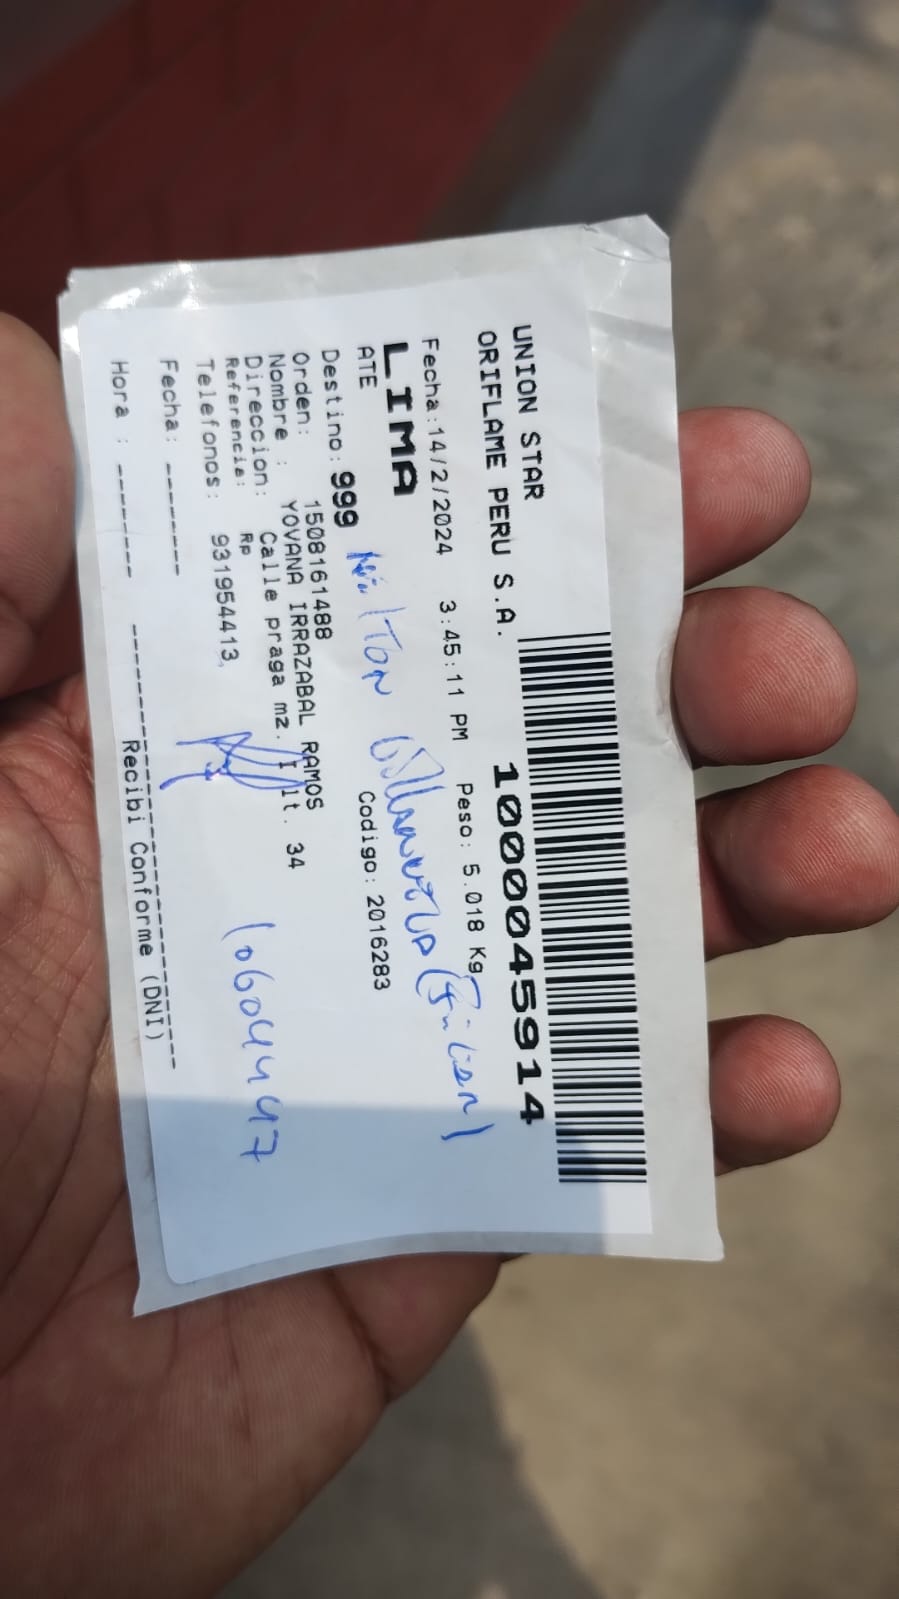 UNION STAR
ORIFLAME PERU S.A.
1000045914
Fecha:14/2/2024 3:45:11 PM Peso: 5.018 Kg
LIMA
ATE Codigo: 2016283
Destino: 999
Orden: 1508161488
Nombre : YOVANA IRRAZABAL RAMOS
Direccion: Calle praga mz. I lt. 34
Referencia: Rp
Telefonos: 931954413
10604447
Fecha: -------
Hora : -------
Recibi Conforme (DNI)